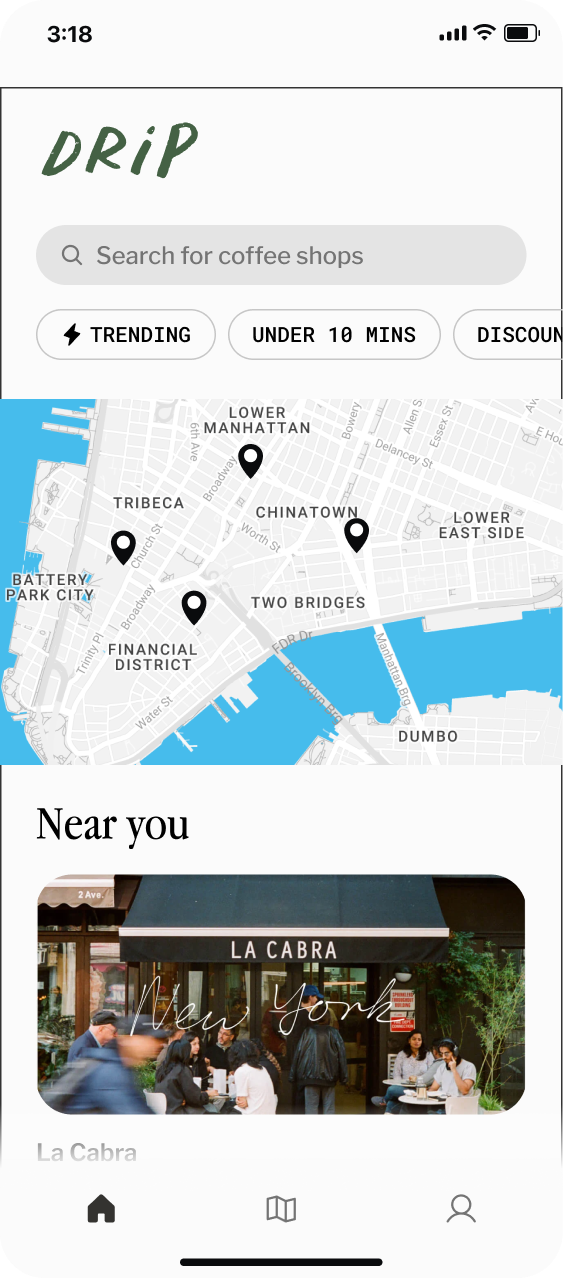 3:18
DRiP
Search for coffee shops
TRENDING
UNDER 10 MINS
DISCOUN
LOWER
MANHATTAN
6th Ave
Broadway
Bowery
Allen S
Essex St
Delancey St
E Hou
TRIBECA
CHINATOWN
LOWER
EAST SIDE
Church St
Worth St
BATTERY
PARK CITY
Broadway
TWO BRIDGES
Trinity Pl
FINANCIAL
DISTRICT
FDR Dr
Manhattan Brg
Brooklyn Brg
Water St
DUMBO
Near you
2 Ave.
LA CABRA
New York
La Cabra